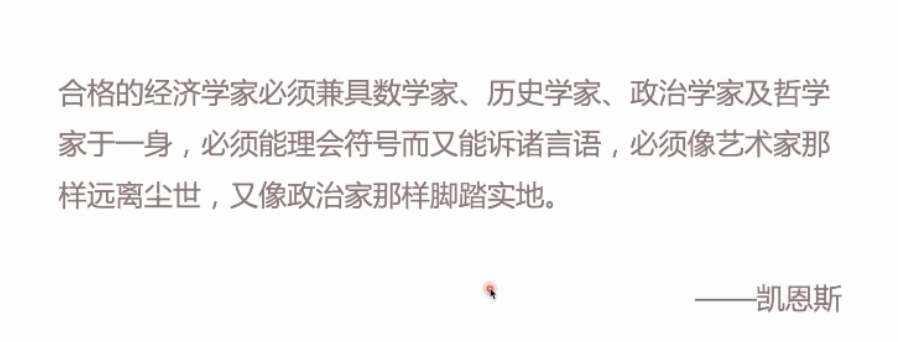 合格的经济学家必须兼具数学家、历史学家、政治学家及哲学
家于一身，必须能理会符号而又能诉诸言语，必须像艺术家那
样远离尘世，又像政治家那样脚踏实地。
——凯恩斯